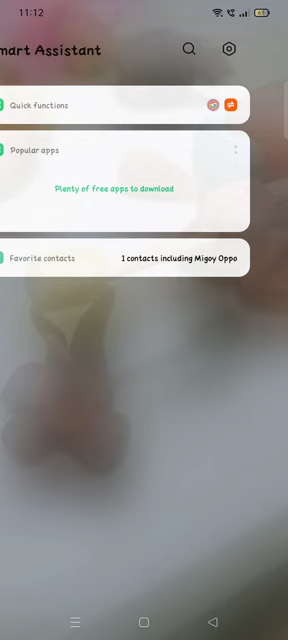 11:12
mart Assistant
Quick functions
Popular apps
Plenty of free apps to download
Favorite contacts
1 contacts including Migoy Oppo